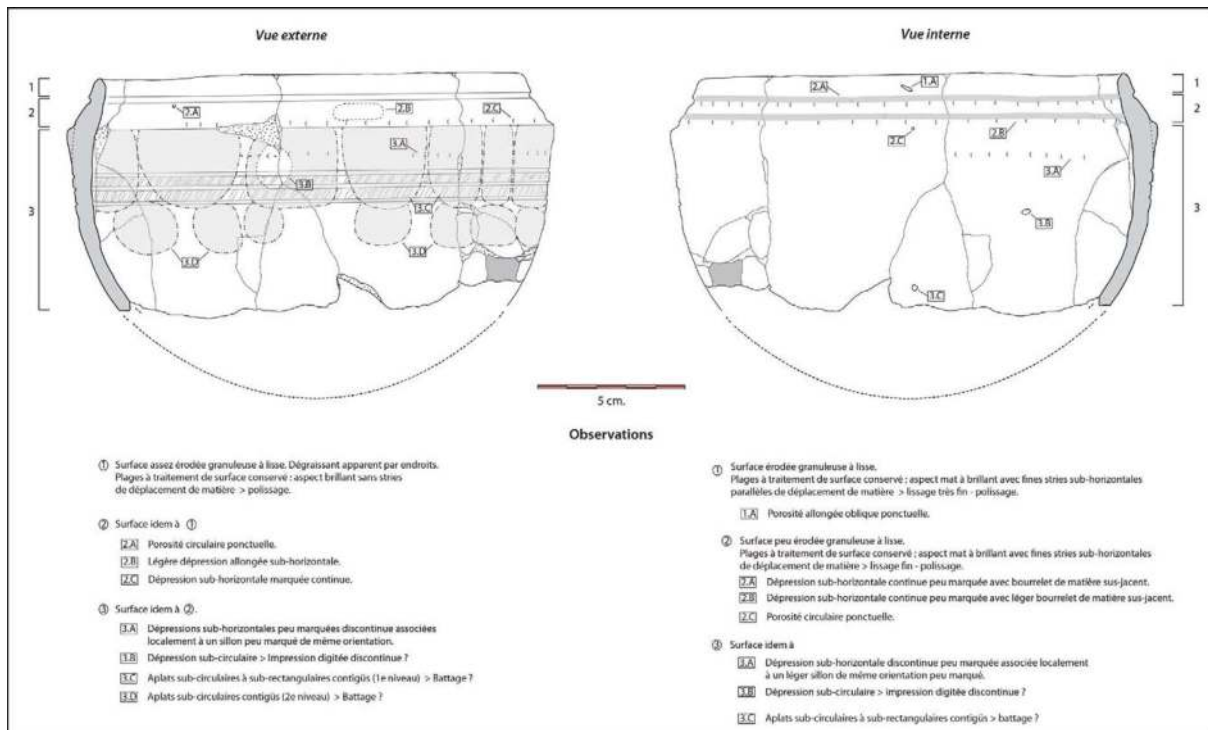 Vue externe
Vue interne
1
2
3
2.A
2.B
2.C
3.A
3.B
3.C
3.D
3.D
2.A
1.A
2.B
2.C
3.A
3.B
3.C
1
2
3
5 cm.
Observations
① Surface assez érodée granuleuse à lisse. Dégraissant apparent par endroits.
Plages à traitement de surface conservé : aspect brillant sans stries
de déplacement de matière > polissage.
② Surface idem à ①
2.A Porosité circulaire ponctuelle.
2.B Légère dépression allongée sub-horizontale.
2.C Dépression sub-horizontale marquée continue.
③ Surface idem à ②.
3.A Dépressions sub-horizontales peu marquées discontinue associées
localement à un sillon peu marqué de même orientation.
3.B Dépression sub-circulaire > Impression digitée discontinue ?
3.C Aplats sub-circulaires à sub-rectangulaires contigüs (1e niveau) > Battage ?
3.D Aplats sub-circulaires contigüs (2e niveau) > Battage ?
① Surface érodée granuleuse à lisse.
Plages à traitement de surface conservé ; aspect mat à brillant avec fines stries sub-horizontales
parallèles de déplacement de matière > lissage très fin - polissage.
1.A Porosité allongée oblique ponctuelle.
② Surface peu érodée granuleuse à lisse.
Plages à traitement de surface conservé ; aspect mat à brillant avec fines stries sub-horizontales
de déplacement de matière > lissage fin - polissage.
2.A Dépression sub-horizontale continue peu marquée avec bourrelet de matière sus-jacent.
2.B Dépression sub-horizontale continue peu marquée avec léger bourrelet de matière sus-jacent.
2.C Porosité circulaire ponctuelle.
③ Surface idem à
3.A Dépression sub-horizontale discontinue peu marquée associée localement
à un léger sillon de même orientation peu marqué.
3.B Dépression sub-circulaire > impression digitée discontinue ?
3.C Aplats sub-circulaires à sub-rectangulaires contigüs > battage ?